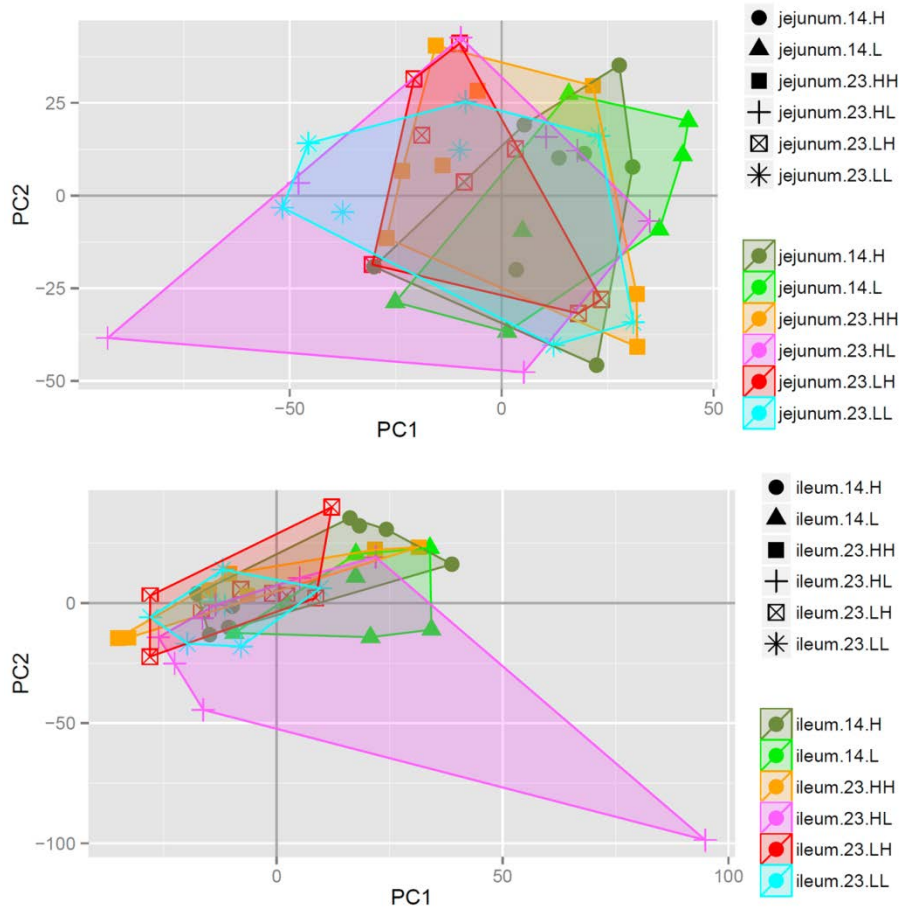 jejunum.14.H
jejunum.14.L
jejunum.23.HH
jejunum.23.HL
jejunum.23.LH
jejunum.23.LL
25
0
−25
−50
PC2
−50
0
50
PC1
jejunum.14.H
jejunum.14.L
jejunum.23.HH
jejunum.23.HL
jejunum.23.LH
jejunum.23.LL
ileum.14.H
ileum.14.L
ileum.23.HH
ileum.23.HL
ileum.23.LH
ileum.23.LL
50
0
−50
−100
PC2
0
50
100
PC1
ileum.14.H
ileum.14.L
ileum.23.HH
ileum.23.HL
ileum.23.LH
ileum.23.LL